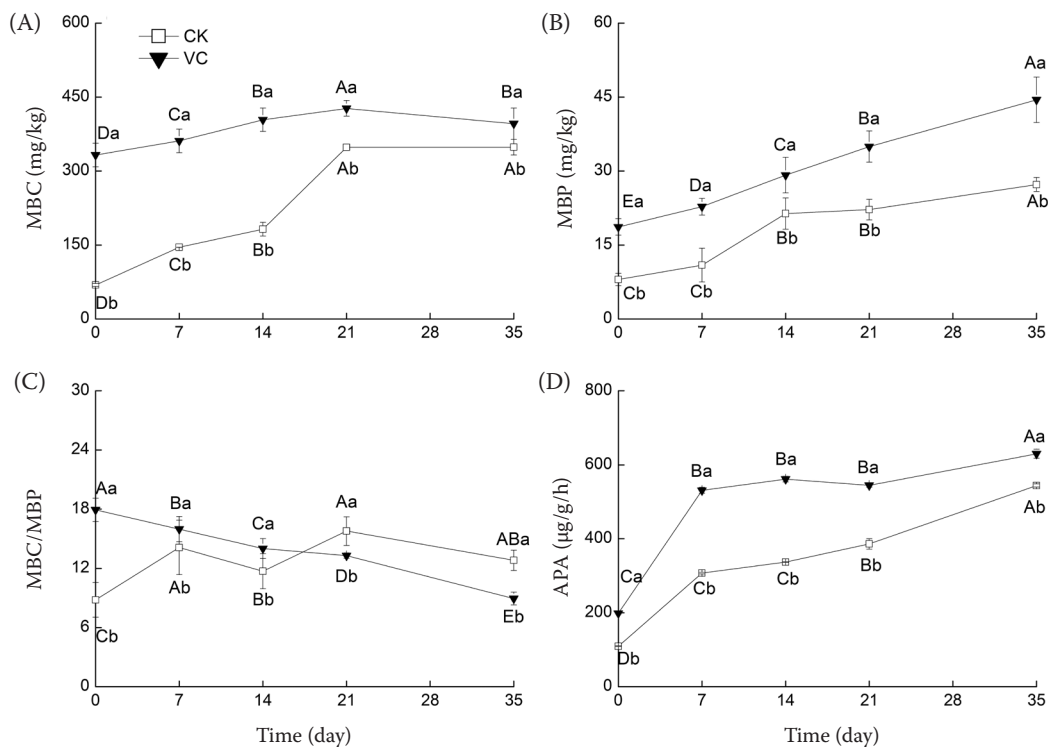 (A)
600
450
300
150
0
MBC (mg/kg)
CK
VC
Da
Ca
Ba
Aa
Ba
Db
Cb
Bb
Ab
Ab
0 7 14 21 28 35
(B)
60
45
30
15
0
MBP (mg/kg)
Ea
Da
Ca
Ba
Aa
Cb
Cb
Bb
Bb
Ab
0 7 14 21 28 35
(C)
30
24
18
12
6
0
MBC/MBP
Aa
Ba
Ca
Aa
ABa
Cb
Ab
Bb
Db
Eb
0 7 14 21 28 35
Time (day)
(D)
800
600
400
200
0
APA (μg/g/h)
Ca
Ba
Ba
Ba
Aa
Db
Cb
Cb
Bb
Ab
0 7 14 21 28 35
Time (day)